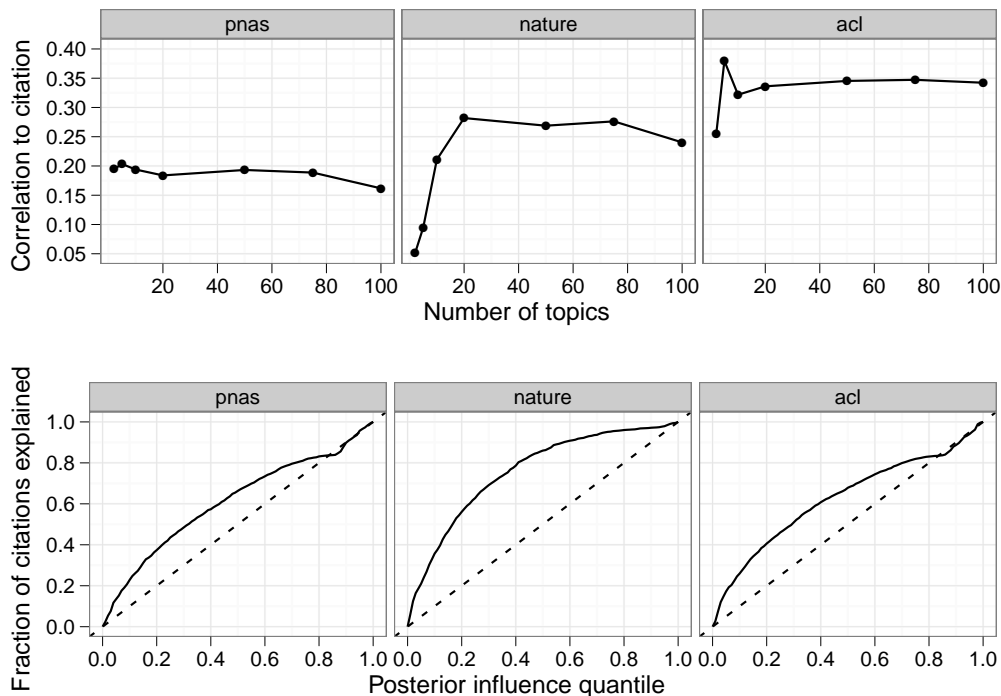 pnas nature acl
Correlation to citation
0.40
0.35
0.30
0.25
0.20
0.15
0.10
0.05
20 40 60 80 100 20 40 60 80 100 20 40 60 80 100
Number of topics
pnas nature acl
Fraction of citations explained
1.0
0.8
0.6
0.4
0.2
0.0
0.0 0.2 0.4 0.6 0.8 1.0 0.0 0.2 0.4 0.6 0.8 1.0 0.0 0.2 0.4 0.6 0.8 1.0
Posterior influence quantile